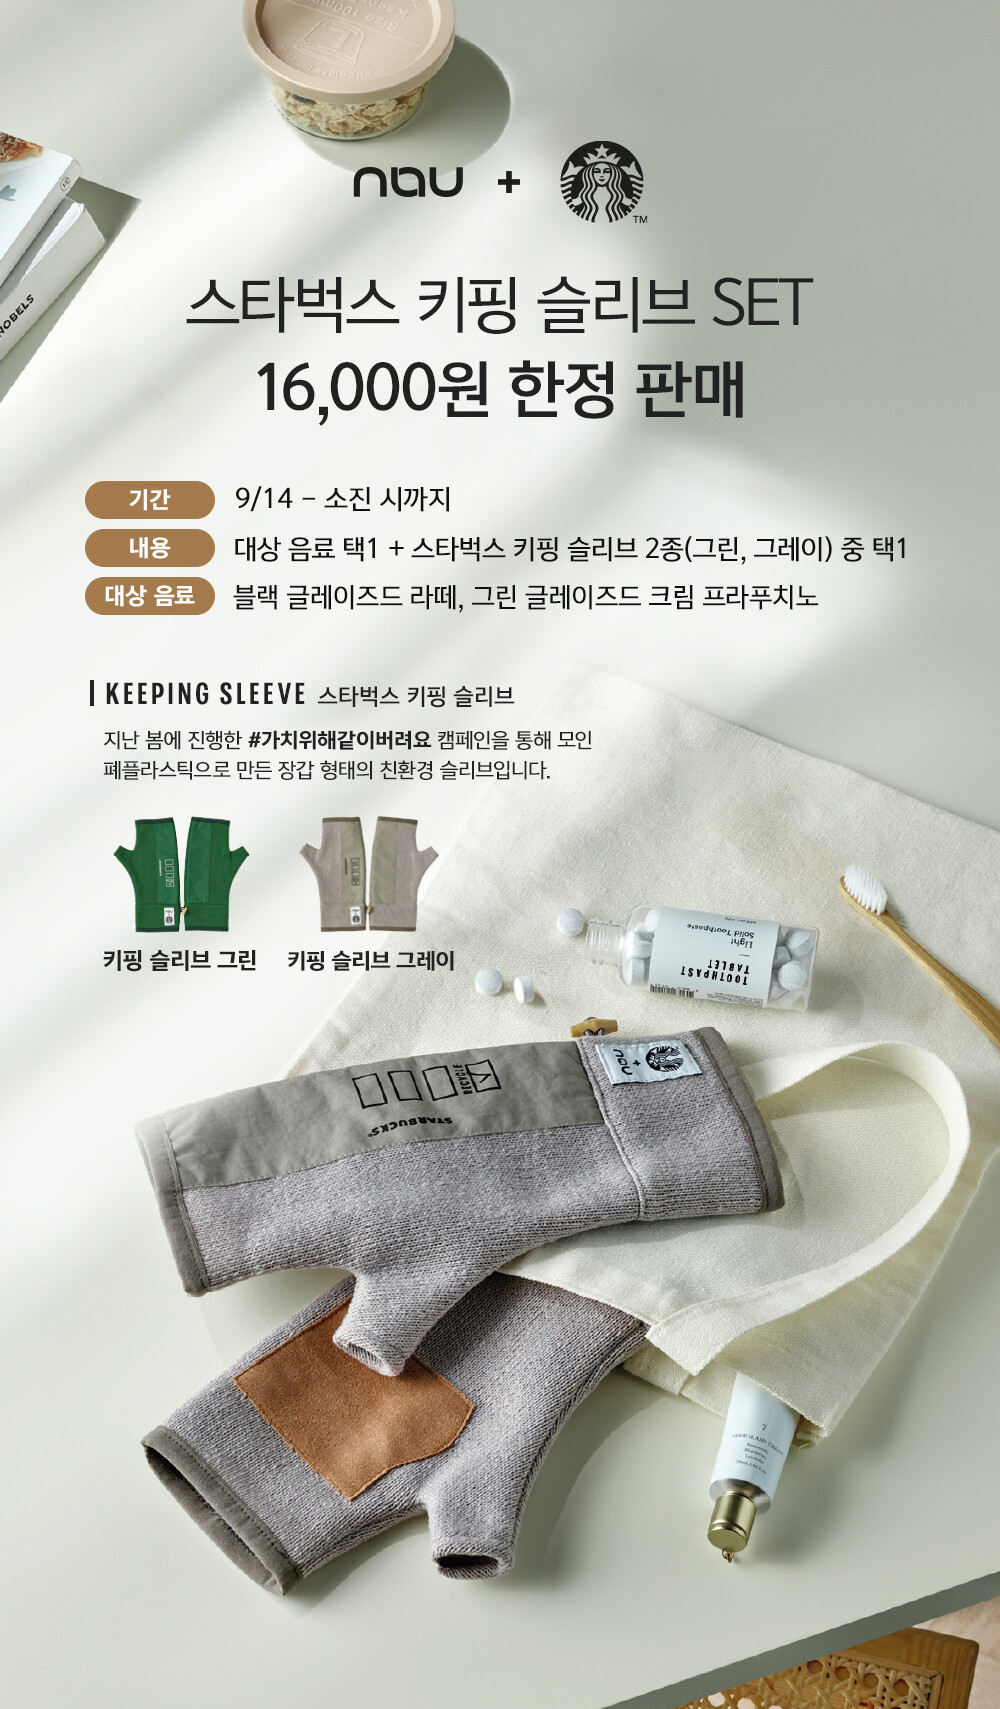 nau + TM
스타벅스 키핑 슬리브 SET
16,000원 한정 판매
기간 9/14 – 소진 시까지
내용 대상 음료 택1 + 스타벅스 키핑 슬리브 2종(그린, 그레이) 중 택1
대상 음료 블랙 글레이즈드 라떼, 그린 글레이즈드 크림 프라푸치노
KEEPING SLEEVE 스타벅스 키핑 슬리브
지난 봄에 진행한 #가치위해같이버려요 캠페인을 통해 모인
폐플라스틱으로 만든 장갑 형태의 친환경 슬리브입니다.
키핑 슬리브 그린 키핑 슬리브 그레이
NOBELS
TOOTHPAST
TABLET
Light
Solid Toothpaste
nau +
RECYCLE
STARBUCKS
7